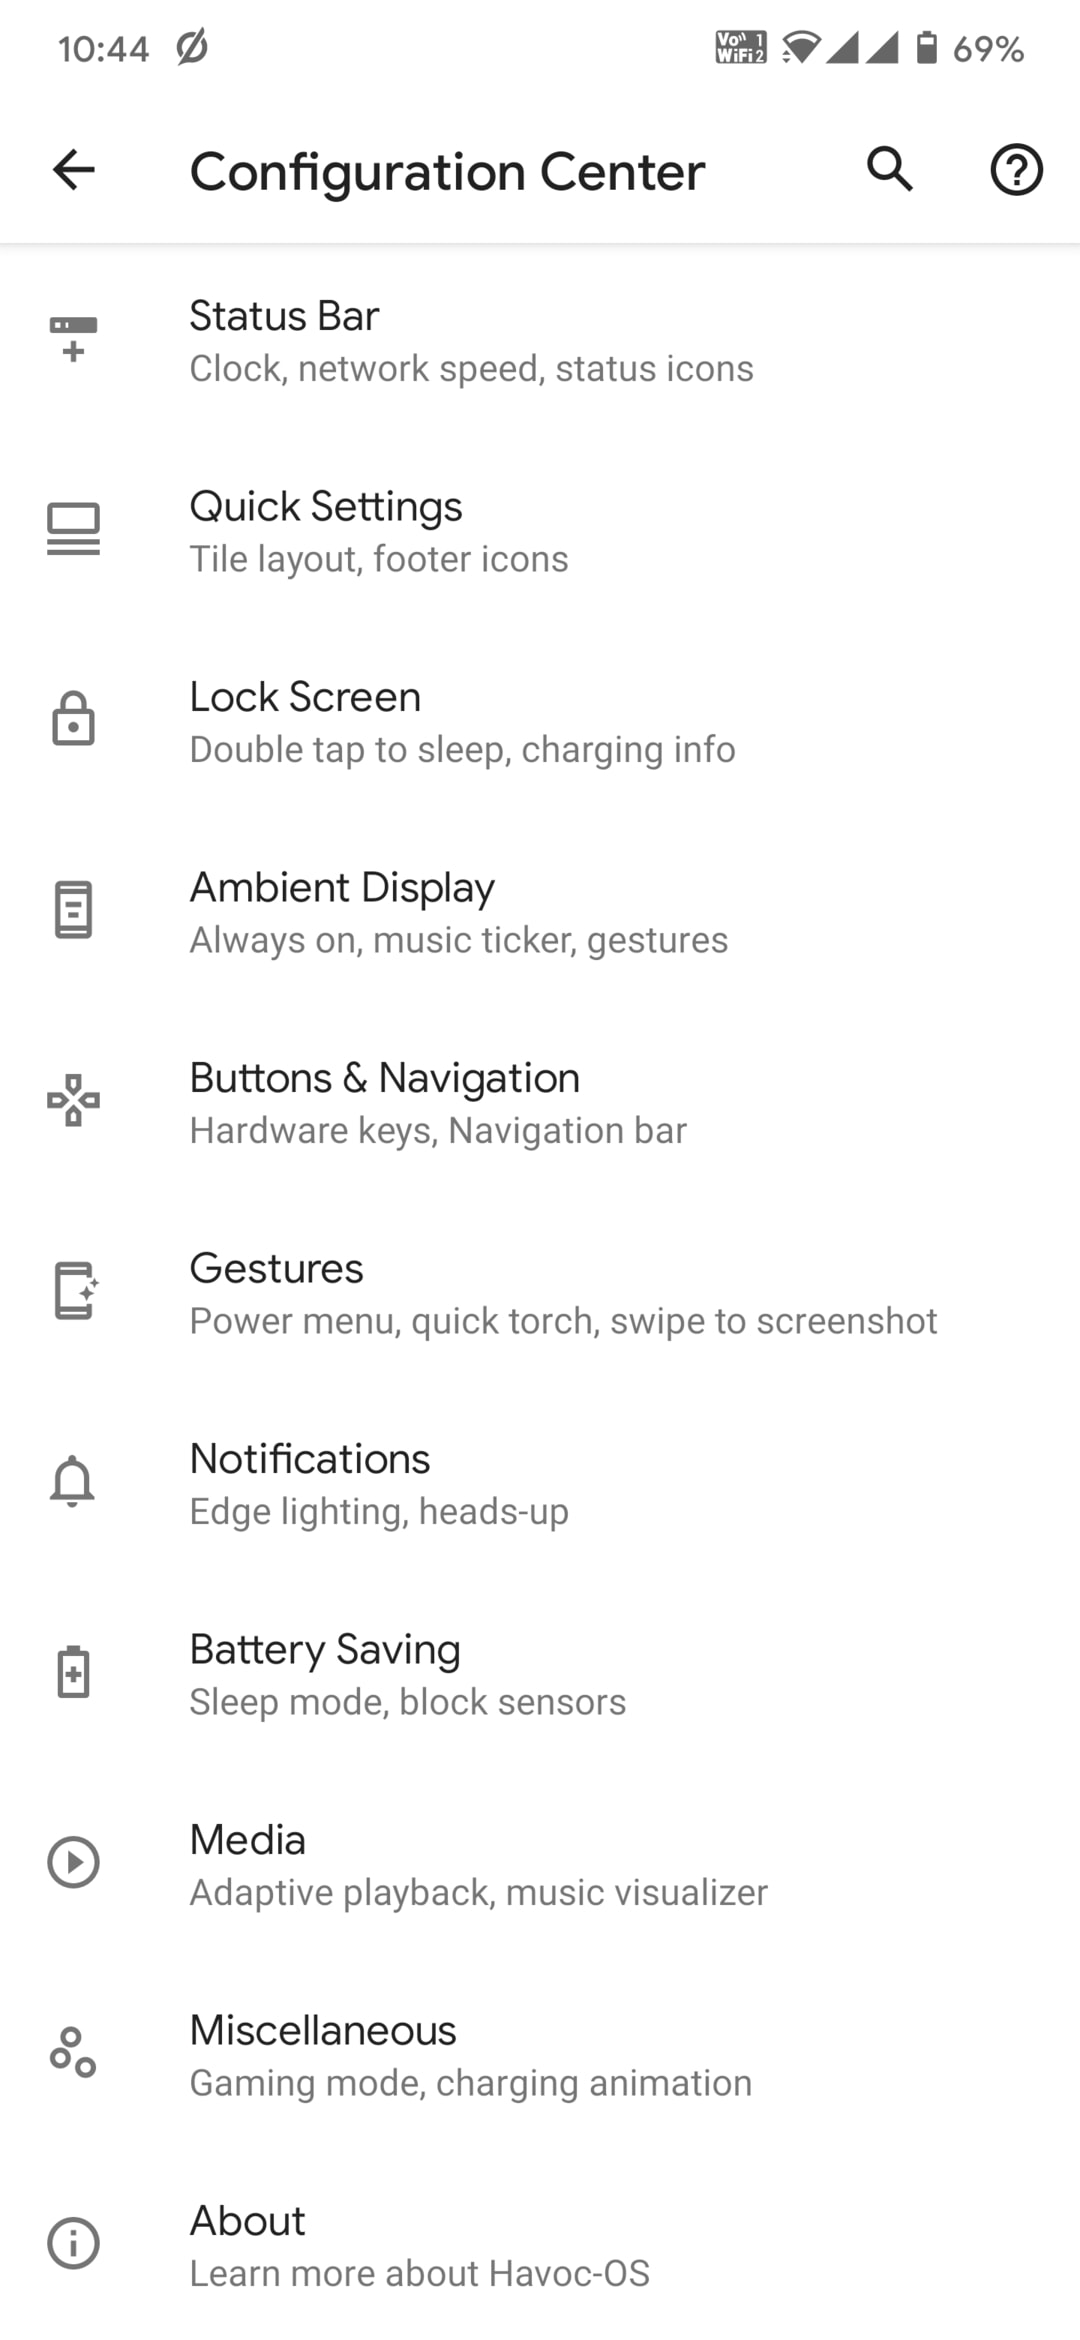 10:44 Vo 1 69%
WiFi 2
Configuration Center
Status Bar
Clock, network speed, status icons
Quick Settings
Tile layout, footer icons
Lock Screen
Double tap to sleep, charging info
Ambient Display
Always on, music ticker, gestures
Buttons & Navigation
Hardware keys, Navigation bar
Gestures
Power menu, quick torch, swipe to screenshot
Notifications
Edge lighting, heads-up
Battery Saving
Sleep mode, block sensors
Media
Adaptive playback, music visualizer
Miscellaneous
Gaming mode, charging animation
About
Learn more about Havoc-OS